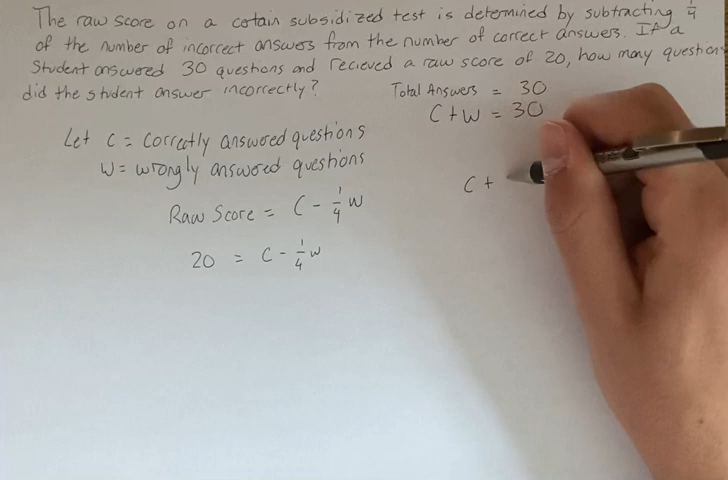 The raw score on a certain subsidized test is determined by subtracting 1/4
of the number of incorrect answers from the number of correct answers. If a
student answered 30 questions and recieved a raw score of 20, how many question
did the student answer incorrectly?
Total Answers = 30
C + W = 30
Let C = Correctly answered questions
W = wrongly answered questions
C +
Raw Score = C - 1/4 W
20 = C - 1/4 W